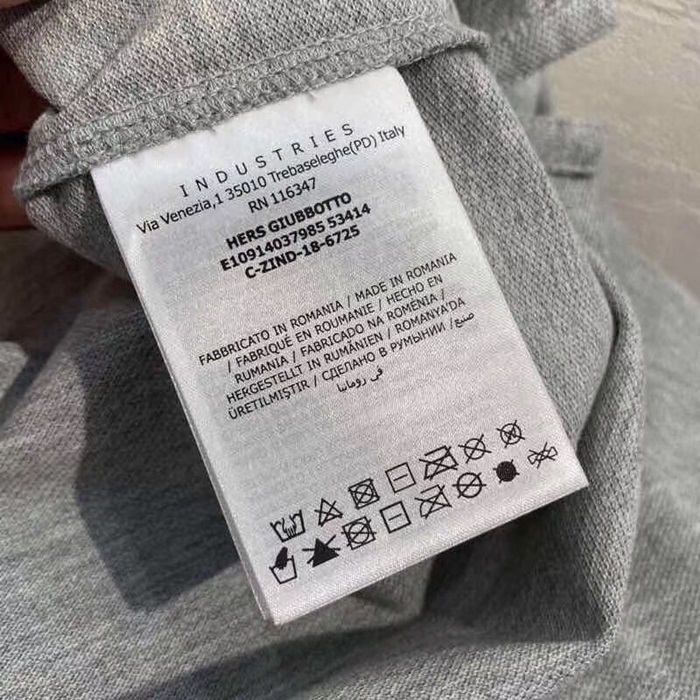 INDUSTRIES
Via Venezia,1 35010 Trebaseleghe(PD) Italy
RN 116347
HERS GIUBBOTTO
E10914037985 53414
C-ZIND-18-6725
FABBRICATO IN ROMANIA / MADE IN ROMANIA
/ FABRIQUÉ EN ROUMANIE / HECHO EN
RUMANIA / FABRICADO NA ROMÉNIA /
HERGESTELLT IN RUMÄNIEN / ROMANYA'DA
ÜRETILMIŞTIR / СДЕЛАНО В РУМЫНИИ / صنع
في رومانيا